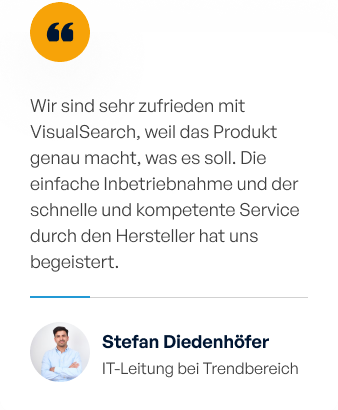 Wir sind sehr zufrieden mit
VisualSearch, weil das Produkt
genau macht, was es soll. Die
einfache Inbetriebnahme und der
schnelle und kompetente Service
durch den Hersteller hat uns
begeistert.
Stefan Diedenhöfer
IT-Leitung bei Trendbereich